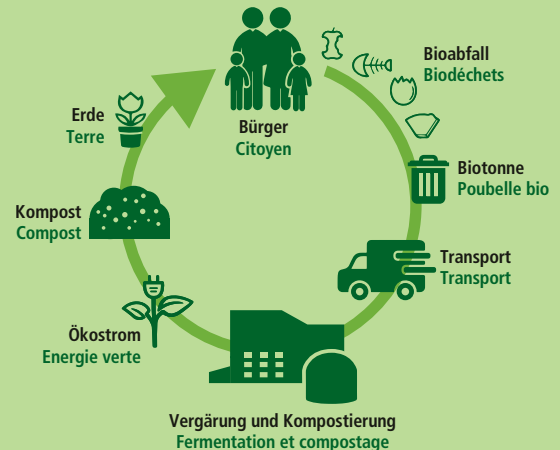 Bürger
Citoyen
Bioabfall
Biodéchets
Biotonne
Poubelle bio
Transport
Transport
Vergärung und Kompostierung
Fermentation et compostage
Ökostrom
Energie verte
Kompost
Compost
Erde
Terre